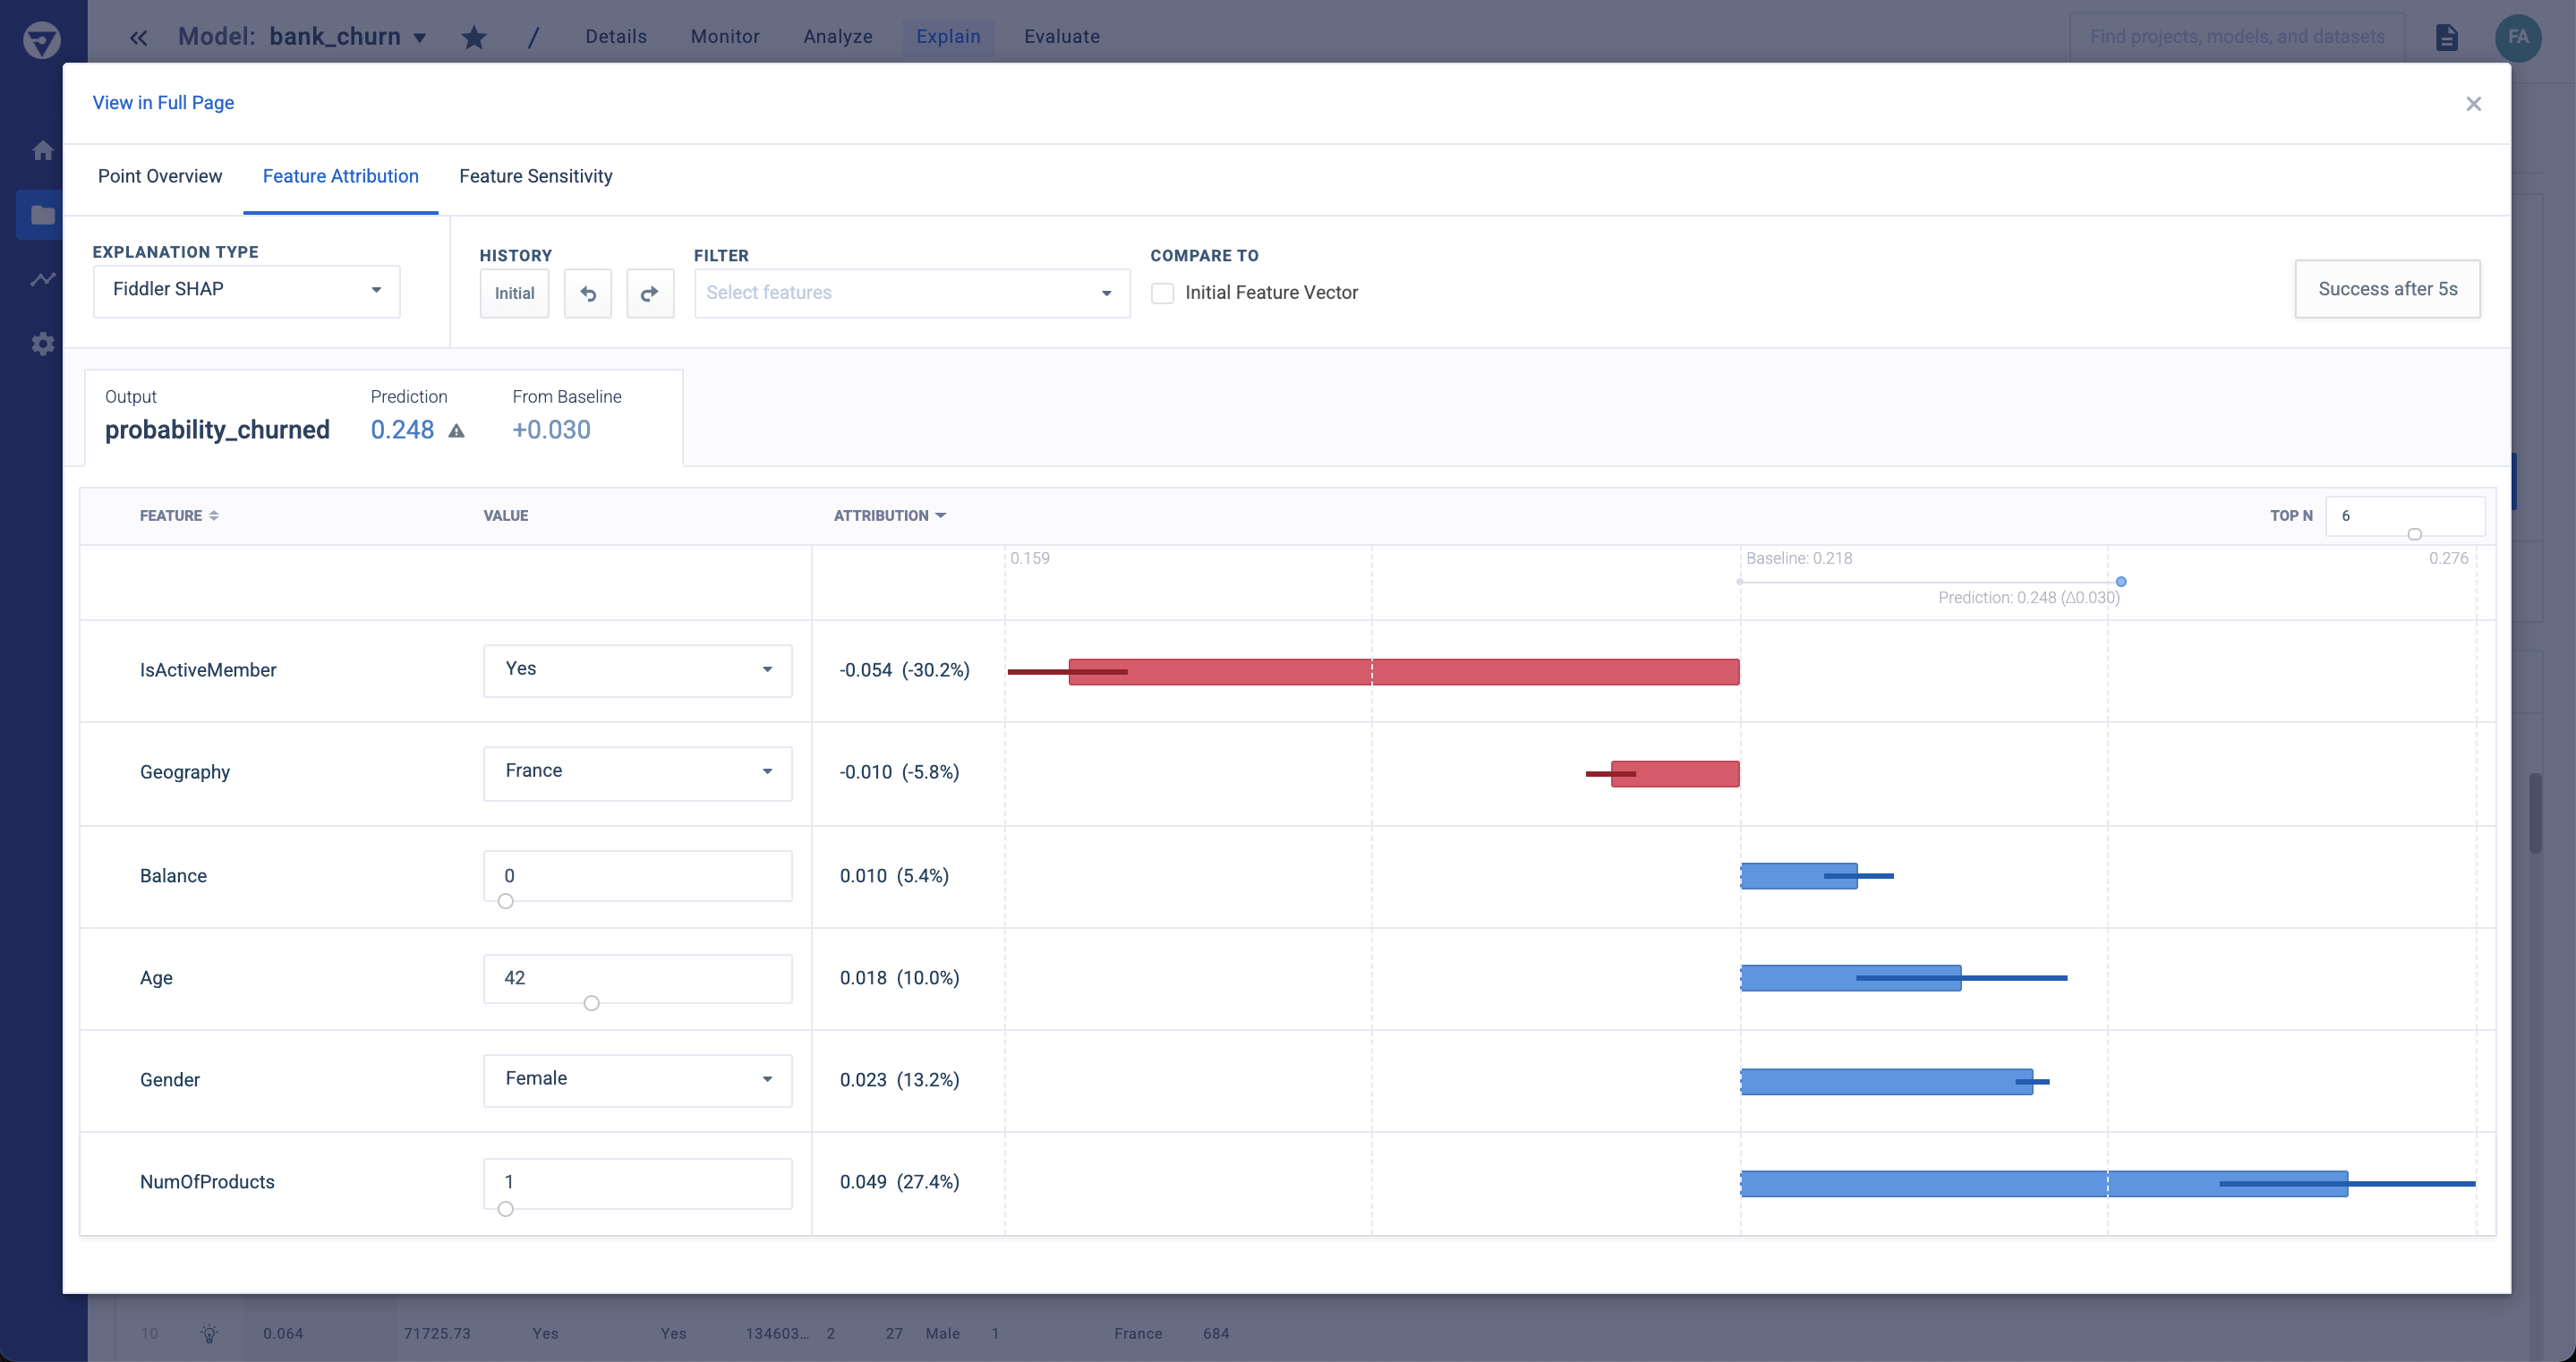 Model: bank_churn
Details Monitor Analyze Explain Evaluate
Find projects, models, and datasets
FA
View in Full Page
Point Overview Feature Attribution Feature Sensitivity
EXPLANATION TYPE
Fiddler SHAP
HISTORY
Initial
FILTER
Select features
COMPARE TO
Initial Feature Vector
Success after 5s
Output Prediction From Baseline
probability_churned 0.248 +0.030
FEATURE VALUE ATTRIBUTION TOP N 6
0.159 Baseline: 0.218 0.276
Prediction: 0.248 (Δ0.030)
IsActiveMember Yes -0.054 (-30.2%)
Geography France -0.010 (-5.8%)
Balance 0 0.010 (5.4%)
Age 42 0.018 (10.0%)
Gender Female 0.023 (13.2%)
NumOfProducts 1 0.049 (27.4%)
10 0.064 71725.73 Yes Yes 134603... 2 27 Male 1 France 684